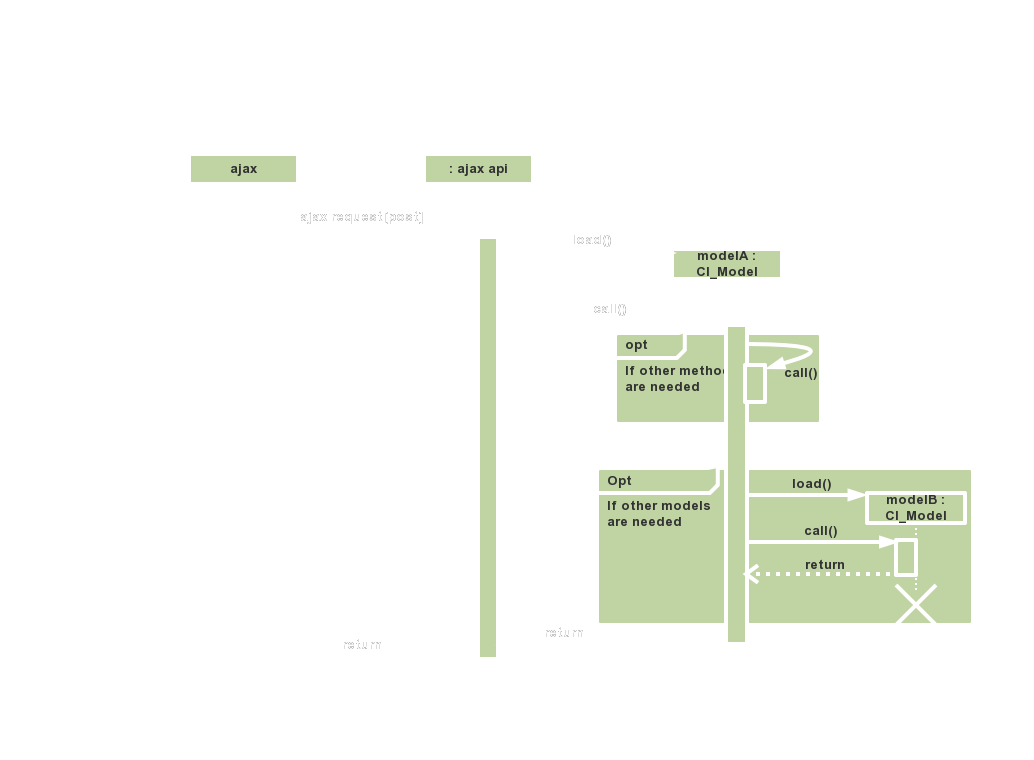 ajax
: ajax api
ajax request(post)
load()
modelA :
CI_Model
call()
opt
If other metho
are needed
call()
Opt
If other models
are needed
load()
modelB :
CI_Model
call()
return
return
return